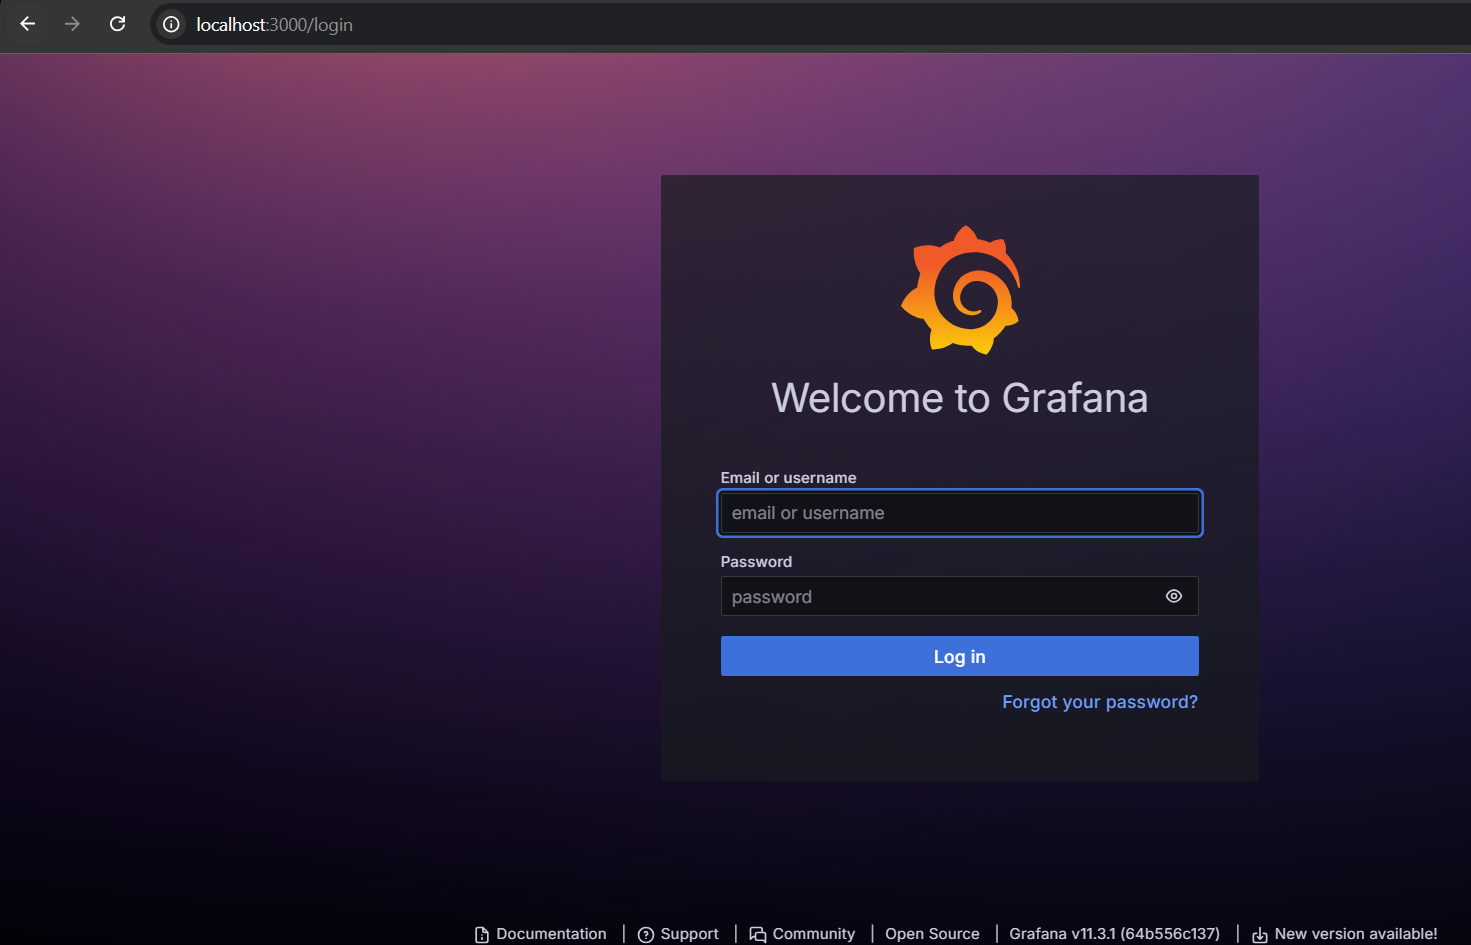 localhost:3000/login
Welcome to Grafana
Email or username
email or username
Password
password
Log in
Forgot your password?
Documentation | Support | Community | Open Source | Grafana v11.3.1 (64b556c137) | New version available!